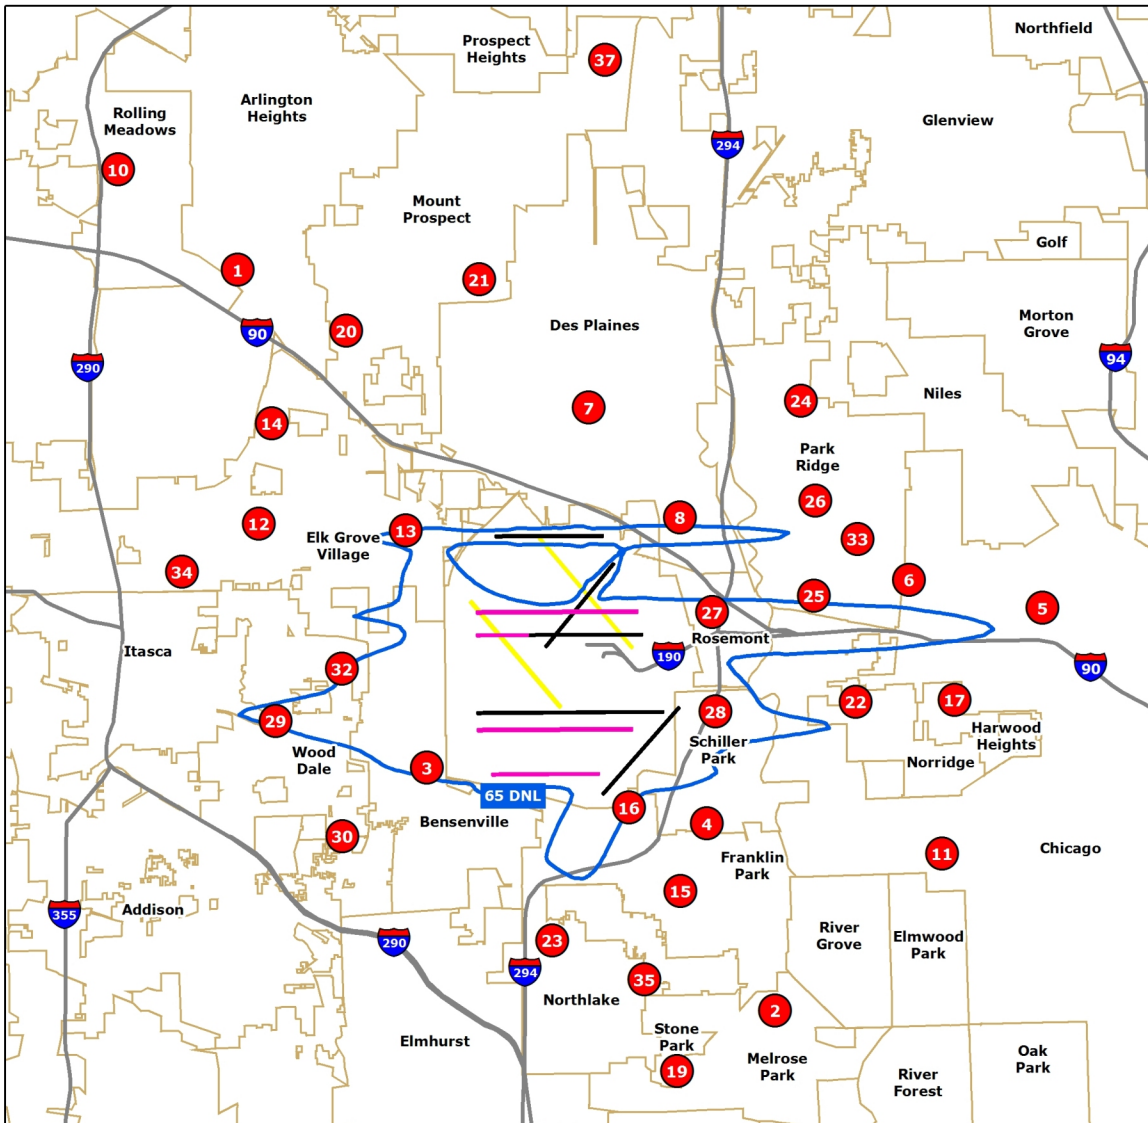 Northfield
Prospect
Heights
37
Arlington
Heights
Rolling
Meadows
Glenview
294
10
Mount
Prospect
Golf
1
21
Morton
Grove
20
90
Des Plaines
94
290
Niles
24
7
14
Park
Ridge
26
8
12
13
Elk Grove
Village
33
34
6
25
5
27
Rosemont
Itasca
190
32
90
22
17
28
29
Harwood
Heights
Schiller
Park
Wood
Dale
Norridge
3
65 DNL
16
Bensenville
4
30
Chicago
11
Franklin
Park
15
355
Addison
River
Grove
Elmwood
Park
290
23
294
35
Northlake
2
Stone
Park
Elmhurst
Melrose
Park
Oak
Park
19
River
Forest